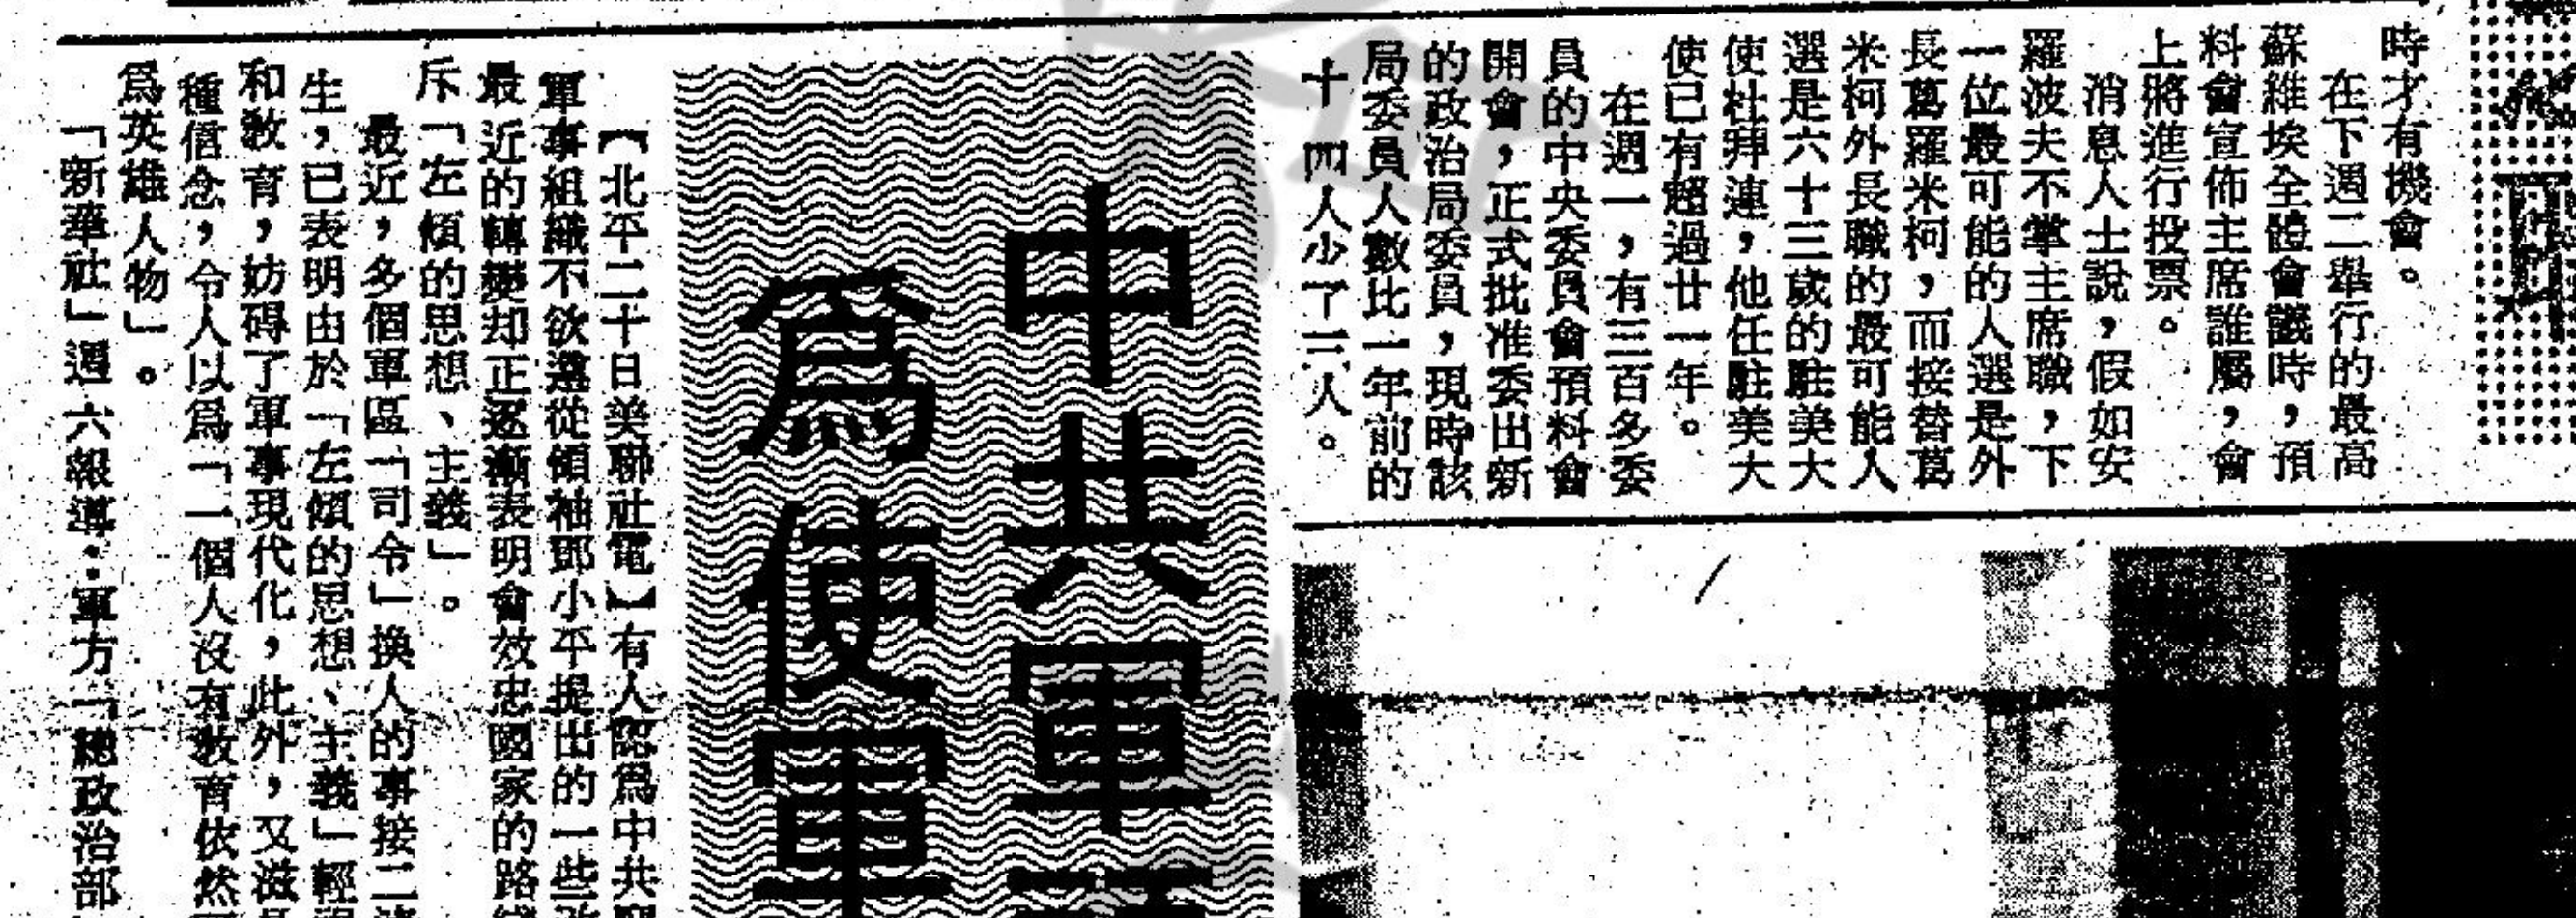 時才有機會。
在下週二舉行的最高
蘇維埃全體會議時，預
料會宣佈主席誰屬，會
上將進行投票。
消息人士說，假如安
羅波夫不掌主席職，下
一位最可能的人選是外
長葛羅米柯，而接替葛
米柯外長職的最可能人
選是六十三歲的駐美大
使杜拜連，他任駐美大
使已有超過廿一年。
在週一，有三百多委
員的中央委員會預料會
開會，正式批准委出新
的政治局委員，現時該
局委員人數比一年前的
十四人少了三人。
中共軍
為使軍
【北平二十日美聯社電】有人認為中共
軍事組織不欲遵從領袖鄧小平提出的一些
最近的轉變却正逐漸表明會效忠國家的路
斥「左傾的思想、主義」。
最近，多個軍區「司令」換人的事接二
生，已表明由於「左傾的思想、主義」輕
和教育，妨碍了軍事現代化，此外，又滋
種信念，令人以為「一個人沒有教育依然
為英雄人物」。
「新華社」週六報導：軍方「總政治部